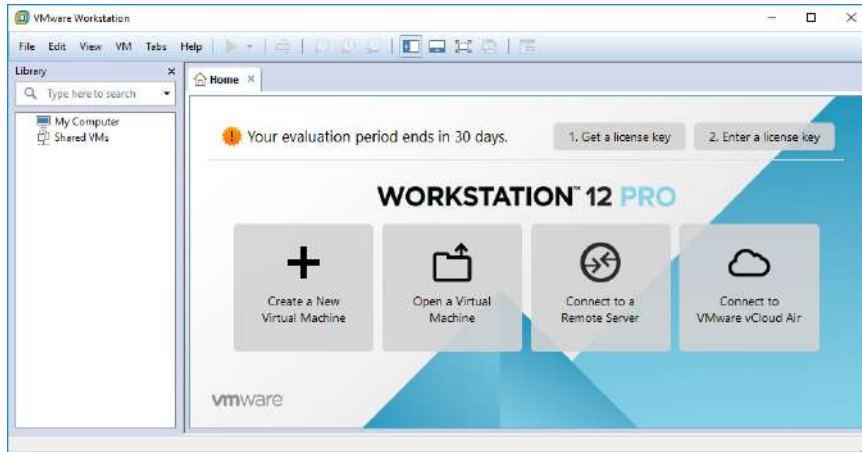 VMware Workstation
File Edit View VM Tabs Help
Library
Home
Type here to search
My Computer
Shared VMs
Your evaluation period ends in 30 days.
1. Get a license key
2. Enter a license key
WORKSTATION™ 12 PRO
Create a New
Virtual Machine
Open a Virtual
Machine
Connect to a
Remote Server
Connect to
VMware vCloud Air
vmware